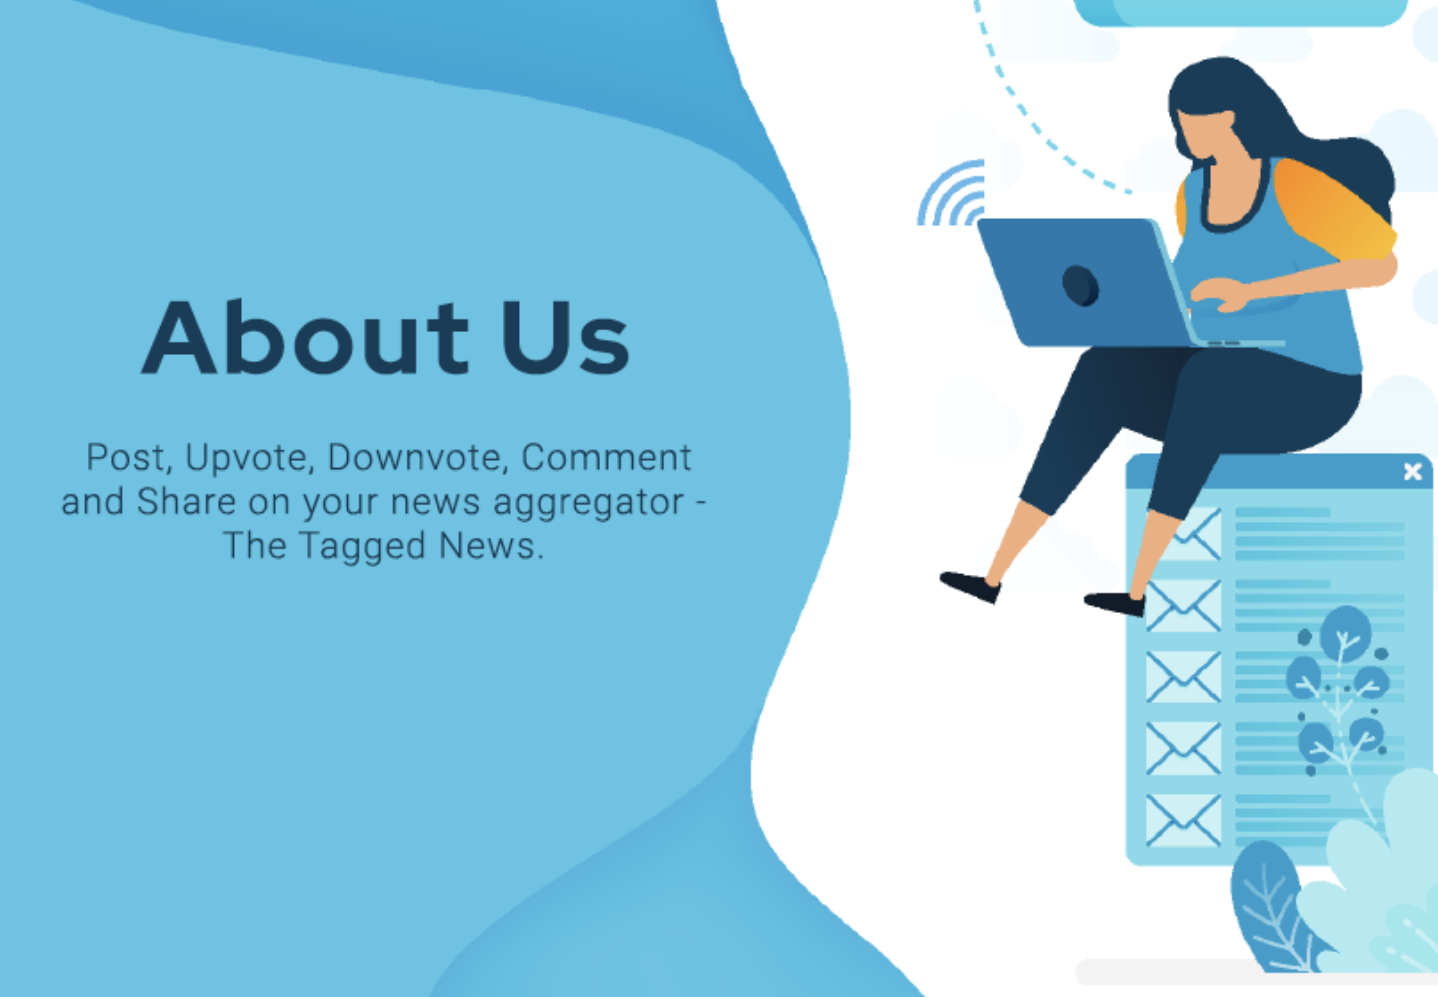 About Us
Post, Upvote, Downvote, Comment
and Share on your news aggregator -
The Tagged News.